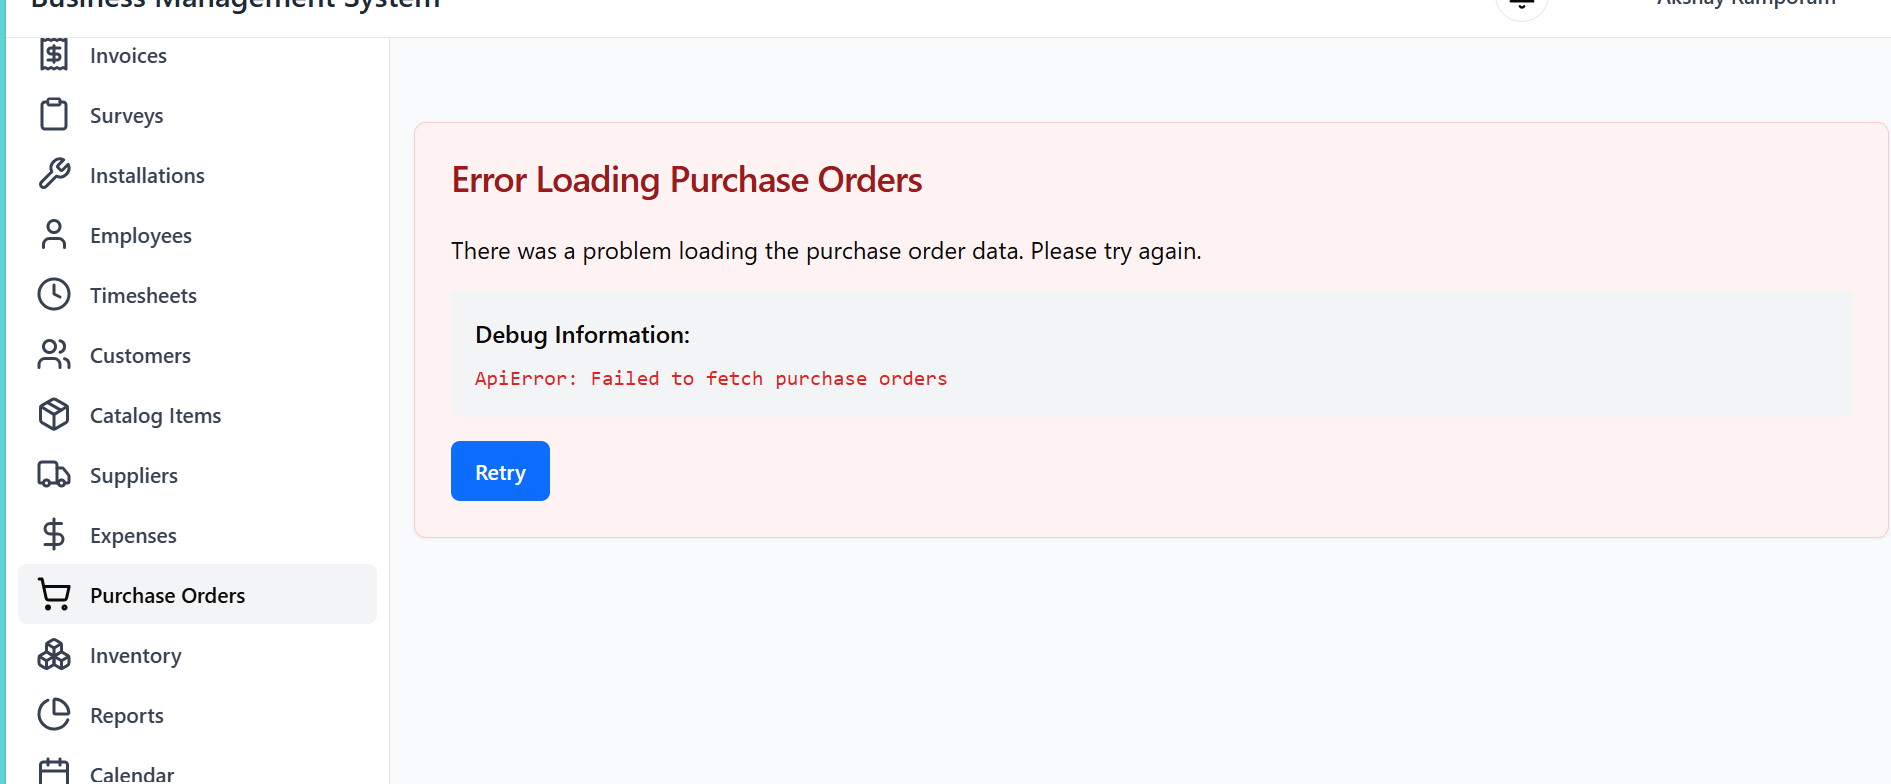 Business Management System
Akshay Ramporam
Invoices
Surveys
Installations
Employees
Timesheets
Customers
Catalog Items
Suppliers
Expenses
Purchase Orders
Inventory
Reports
Calendar
Error Loading Purchase Orders
There was a problem loading the purchase order data. Please try again.
Debug Information:
ApiError: Failed to fetch purchase orders
Retry